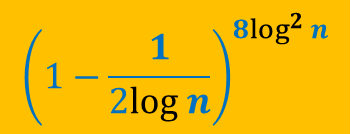 (1 − 1/(2log n))^(8log² n)